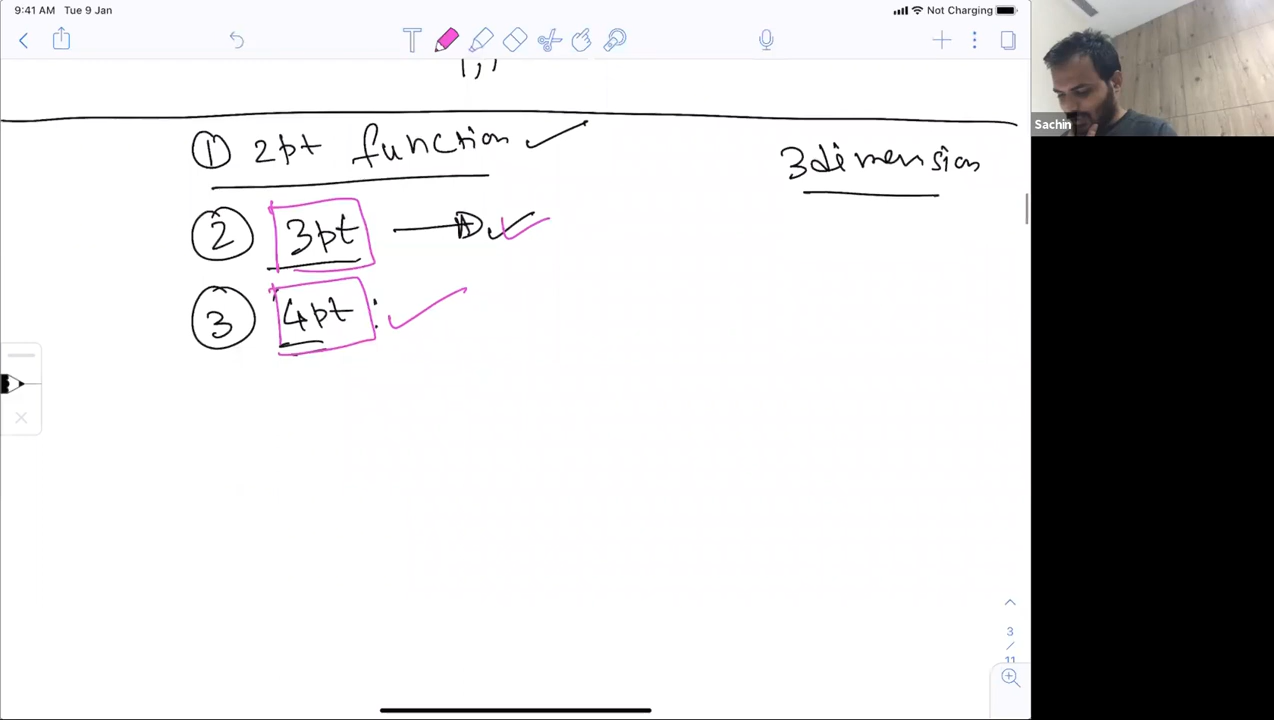 9:41 AM Tue 9 Jan
Not Charging
Sachin
① 2pt function ✓
3dimension
② 3pt
③ 4pt :
3
/
11